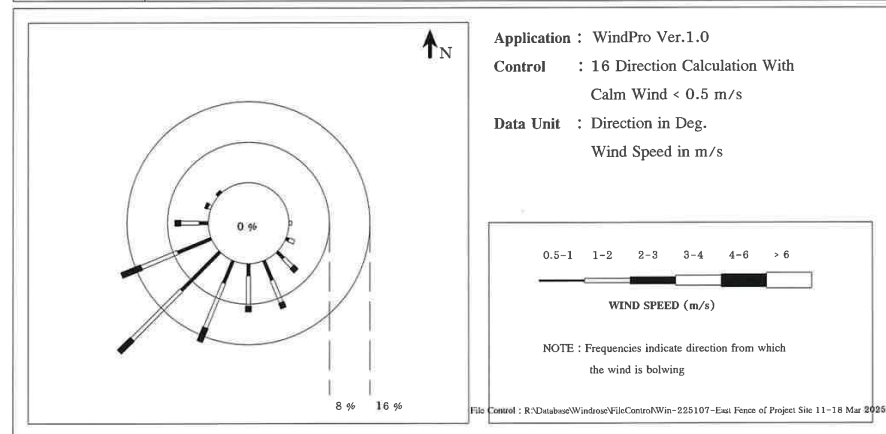 N
Application : WindPro Ver.1.0
Control : 16 Direction Calculation With
Calm Wind < 0.5 m/s
Data Unit : Direction in Deg.
Wind Speed in m/s
0 %
8 % 16 %
0.5-1 1-2 2-3 3-4 4-6 > 6
WIND SPEED (m/s)
NOTE : Frequencies indicate direction from which
the wind is bolwing
File Control : R:\Database\Windrose\FileControl\Win-225107-East Fence of Project Site 11-18 Mar 2025